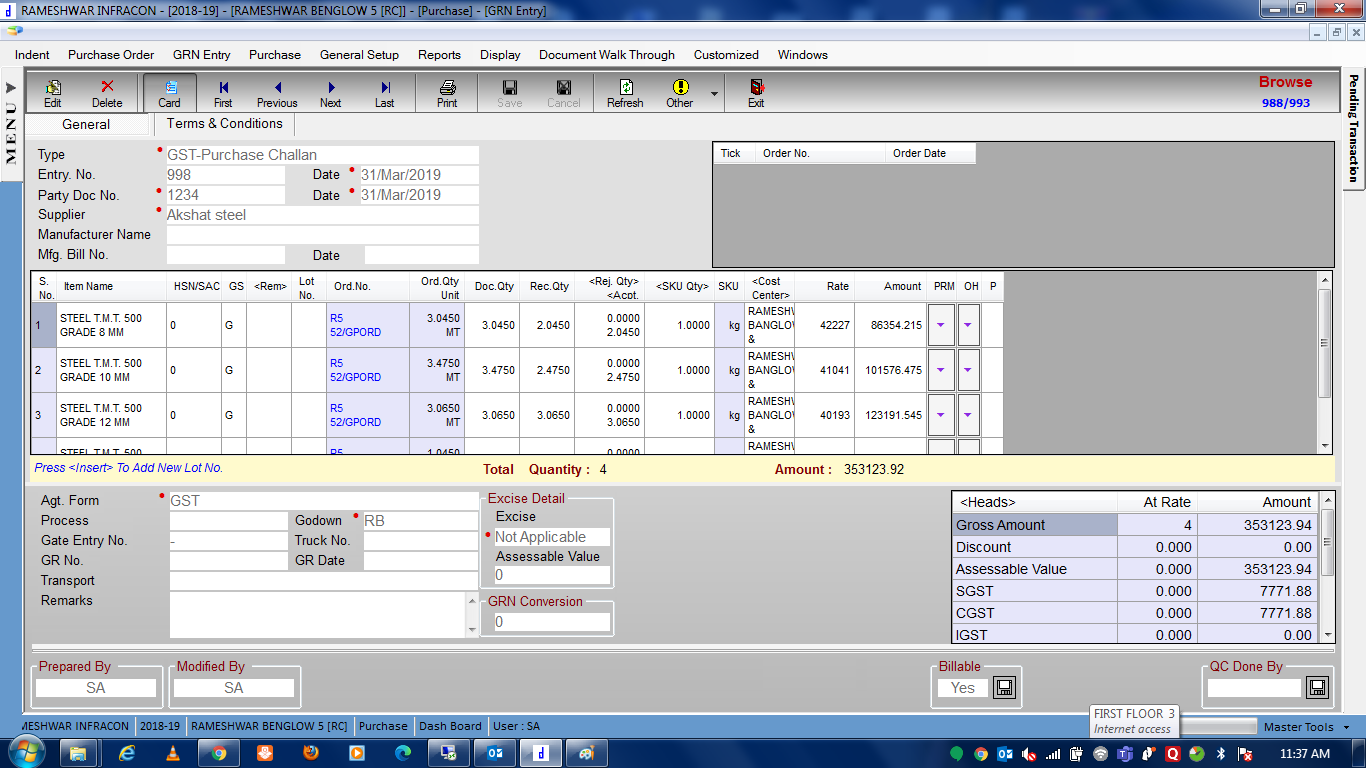 RAMESHWAR INFRACON - [2018-19] - [RAMESHWAR BENGLOW 5 [RC]] - [Purchase] - [GRN Entry]
Indent Purchase Order GRN Entry Purchase General Setup Reports Display Document Walk Through Customized Windows
MENU
Edit Delete Card First Previous Next Last Print Save Cancel Refresh Other Exit
Browse
988/993
Pending Transaction
General Terms & Conditions
Type * GST-Purchase Challan
Entry. No. 998 Date * 31/Mar/2019
Party Doc No. * 1234 Date * 31/Mar/2019
Supplier * Akshat steel
Manufacturer Name
Mfg. Bill No. Date
Tick Order No. Order Date
S. No. Item Name HSN/SAC GS <Rem> Lot No. Ord.No. Ord.Qty Unit Doc.Qty Rec.Qty <Rej. Qty> <Acpt. <SKU Qty> SKU <Cost Center> Rate Amount PRM OH P
1 STEEL T.M.T. 500 GRADE 8 MM 0 G R5 52/GPORD 3.0450 MT 3.0450 2.0450 0.0000 2.0450 1.0000 kg RAMESHW BANGLOW & 42227 86354.215
2 STEEL T.M.T. 500 GRADE 10 MM 0 G R5 52/GPORD 3.4750 MT 3.4750 2.4750 0.0000 2.4750 1.0000 kg RAMESHW BANGLOW & 41041 101576.475
3 STEEL T.M.T. 500 GRADE 12 MM 0 G R5 52/GPORD 3.0650 MT 3.0650 3.0650 0.0000 3.0650 1.0000 kg RAMESHW BANGLOW & 40193 123191.545
STEEL T.M.T. 500 R5 1.0450 0.0000 RAMESHW
Press <Insert> To Add New Lot No. Total Quantity : 4 Amount : 353123.92
Agt. Form * GST
Process Godown * RB
Gate Entry No. - Truck No.
GR No. GR Date
Transport
Remarks
Excise Detail
Excise
* Not Applicable
Assessable Value
0
GRN Conversion
0
<Heads> At Rate Amount
Gross Amount 4 353123.94
Discount 0.000 0.00
Assessable Value 0.000 353123.94
SGST 0.000 7771.88
CGST 0.000 7771.88
IGST 0.000 0.00
Prepared By Modified By Billable QC Done By
SA SA Yes
FIRST FLOOR 3
Internet access
MESHWAR INFRACON 2018-19 RAMESHWAR BENGLOW 5 [RC] Purchase Dash Board User : SA Master Tools
11:37 AM